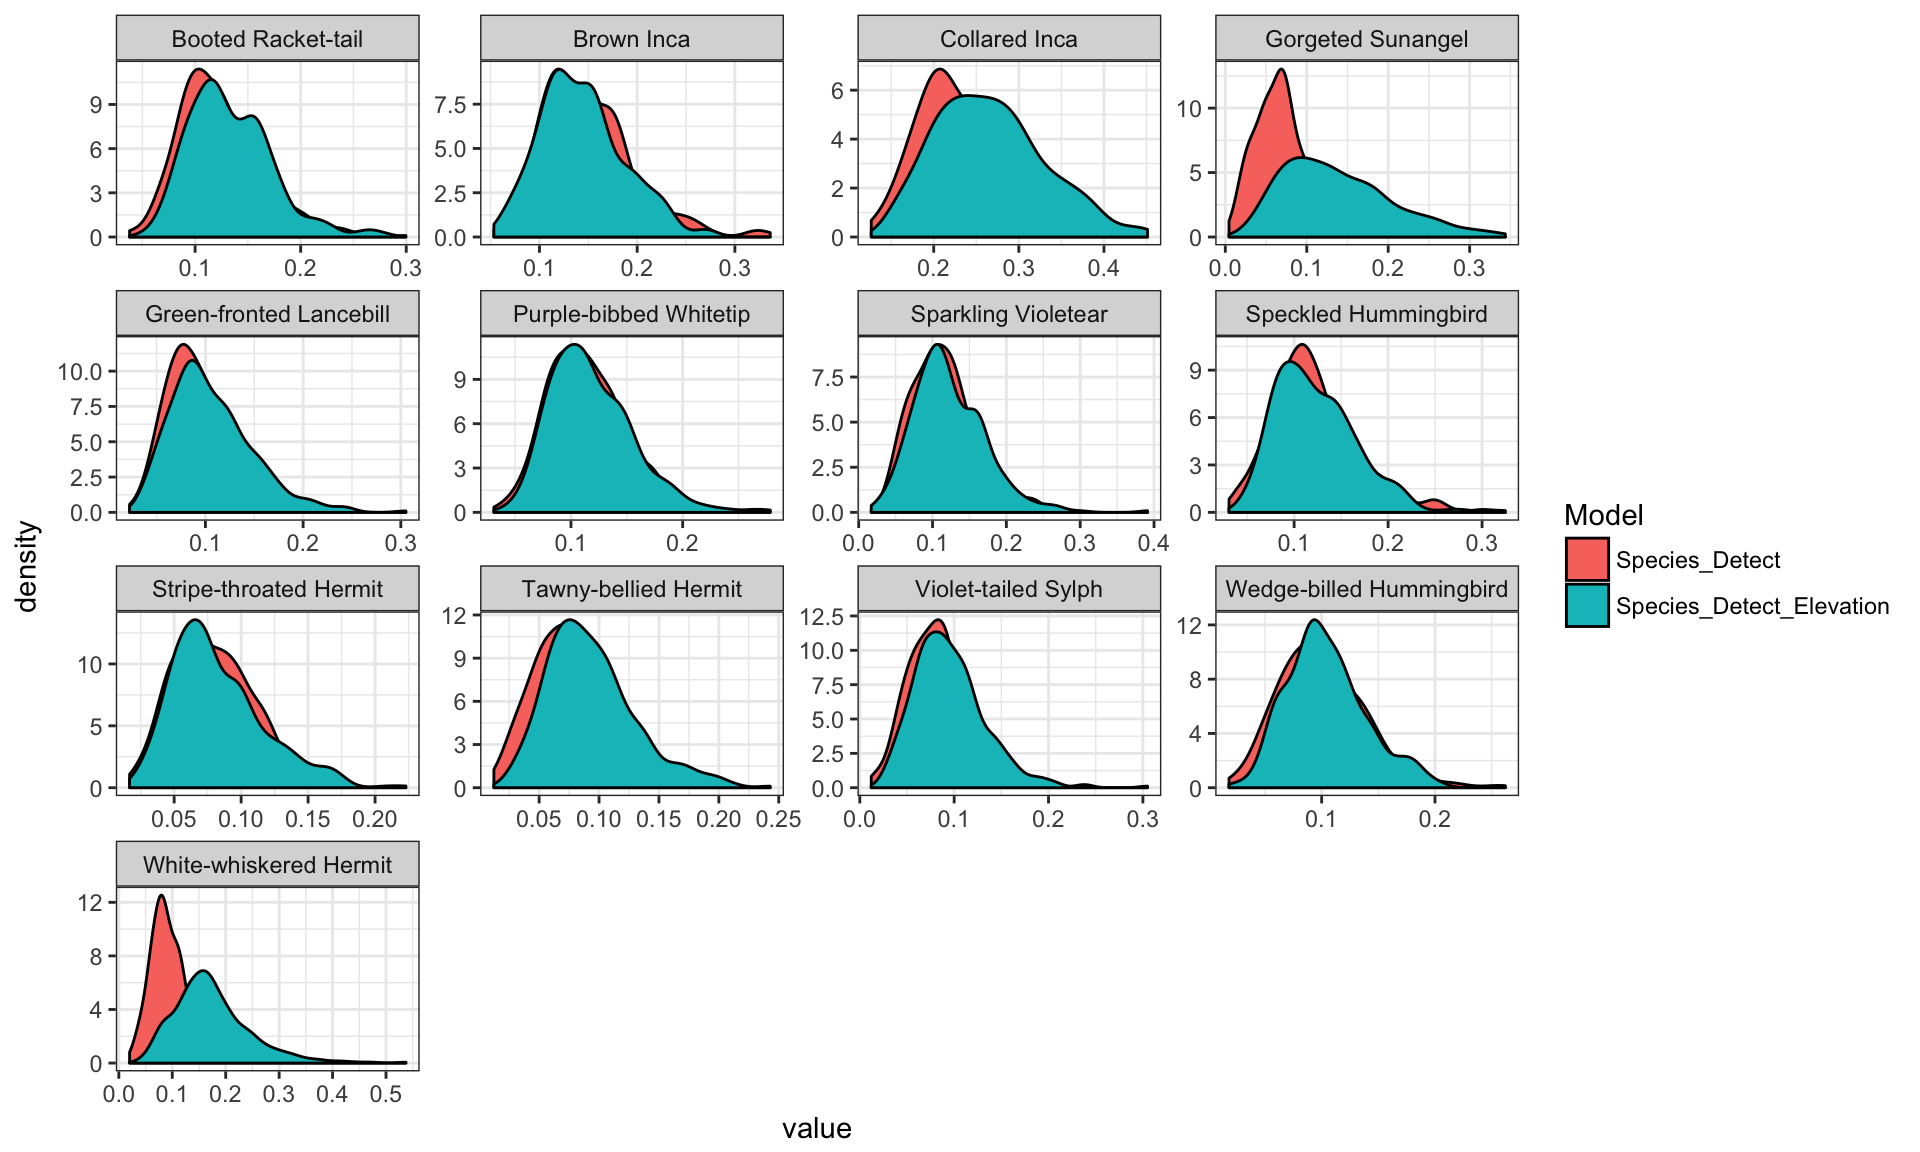 Booted Racket-tail Brown Inca Collared Inca Gorgeted Sunangel
9
6
3
0
0.1 0.2 0.3
7.5
5.0
2.5
0.0
0.1 0.2 0.3
6
4
2
0
0.2 0.3 0.4
10
5
0
0.0 0.1 0.2 0.3
Green-fronted Lancebill Purple-bibbed Whitetip Sparkling Violetear Speckled Hummingbird
10.0
7.5
5.0
2.5
0.0
0.1 0.2 0.3
9
6
3
0
0.1 0.2
7.5
5.0
2.5
0.0
0.0 0.1 0.2 0.3 0.4
9
6
3
0
0.1 0.2 0.3
Stripe-throated Hermit Tawny-bellied Hermit Violet-tailed Sylph Wedge-billed Hummingbird
10
5
0
0.05 0.10 0.15 0.20
12
9
6
3
0
0.05 0.10 0.15 0.20 0.25
12.5
10.0
7.5
5.0
2.5
0.0
0.0 0.1 0.2 0.3
12
8
4
0
0.1 0.2
White-whiskered Hermit
12
8
4
0
0.0 0.1 0.2 0.3 0.4 0.5
density
value
Model
Species_Detect
Species_Detect_Elevation